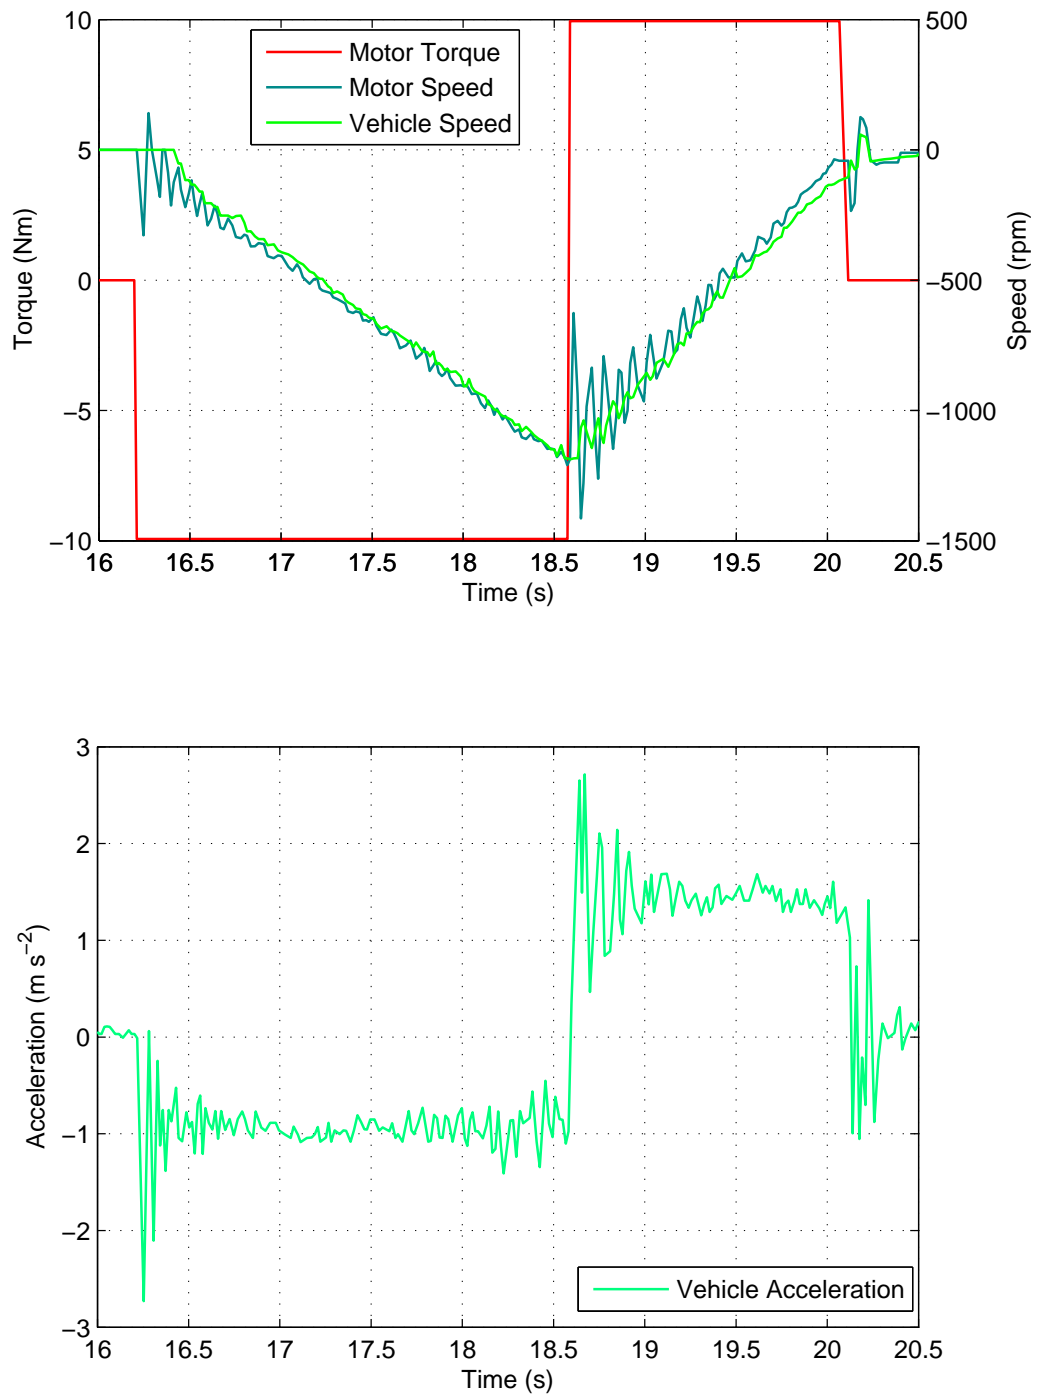 10
5
0
−5
−10
Torque (Nm)
Motor Torque
Motor Speed
Vehicle Speed
500
0
−500
−1000
−1500
Speed (rpm)
16 16.5 17 17.5 18 18.5 19 19.5 20 20.5
Time (s)
3
2
1
0
−1
−2
−3
Acceleration (m s−2)
Vehicle Acceleration
16 16.5 17 17.5 18 18.5 19 19.5 20 20.5
Time (s)